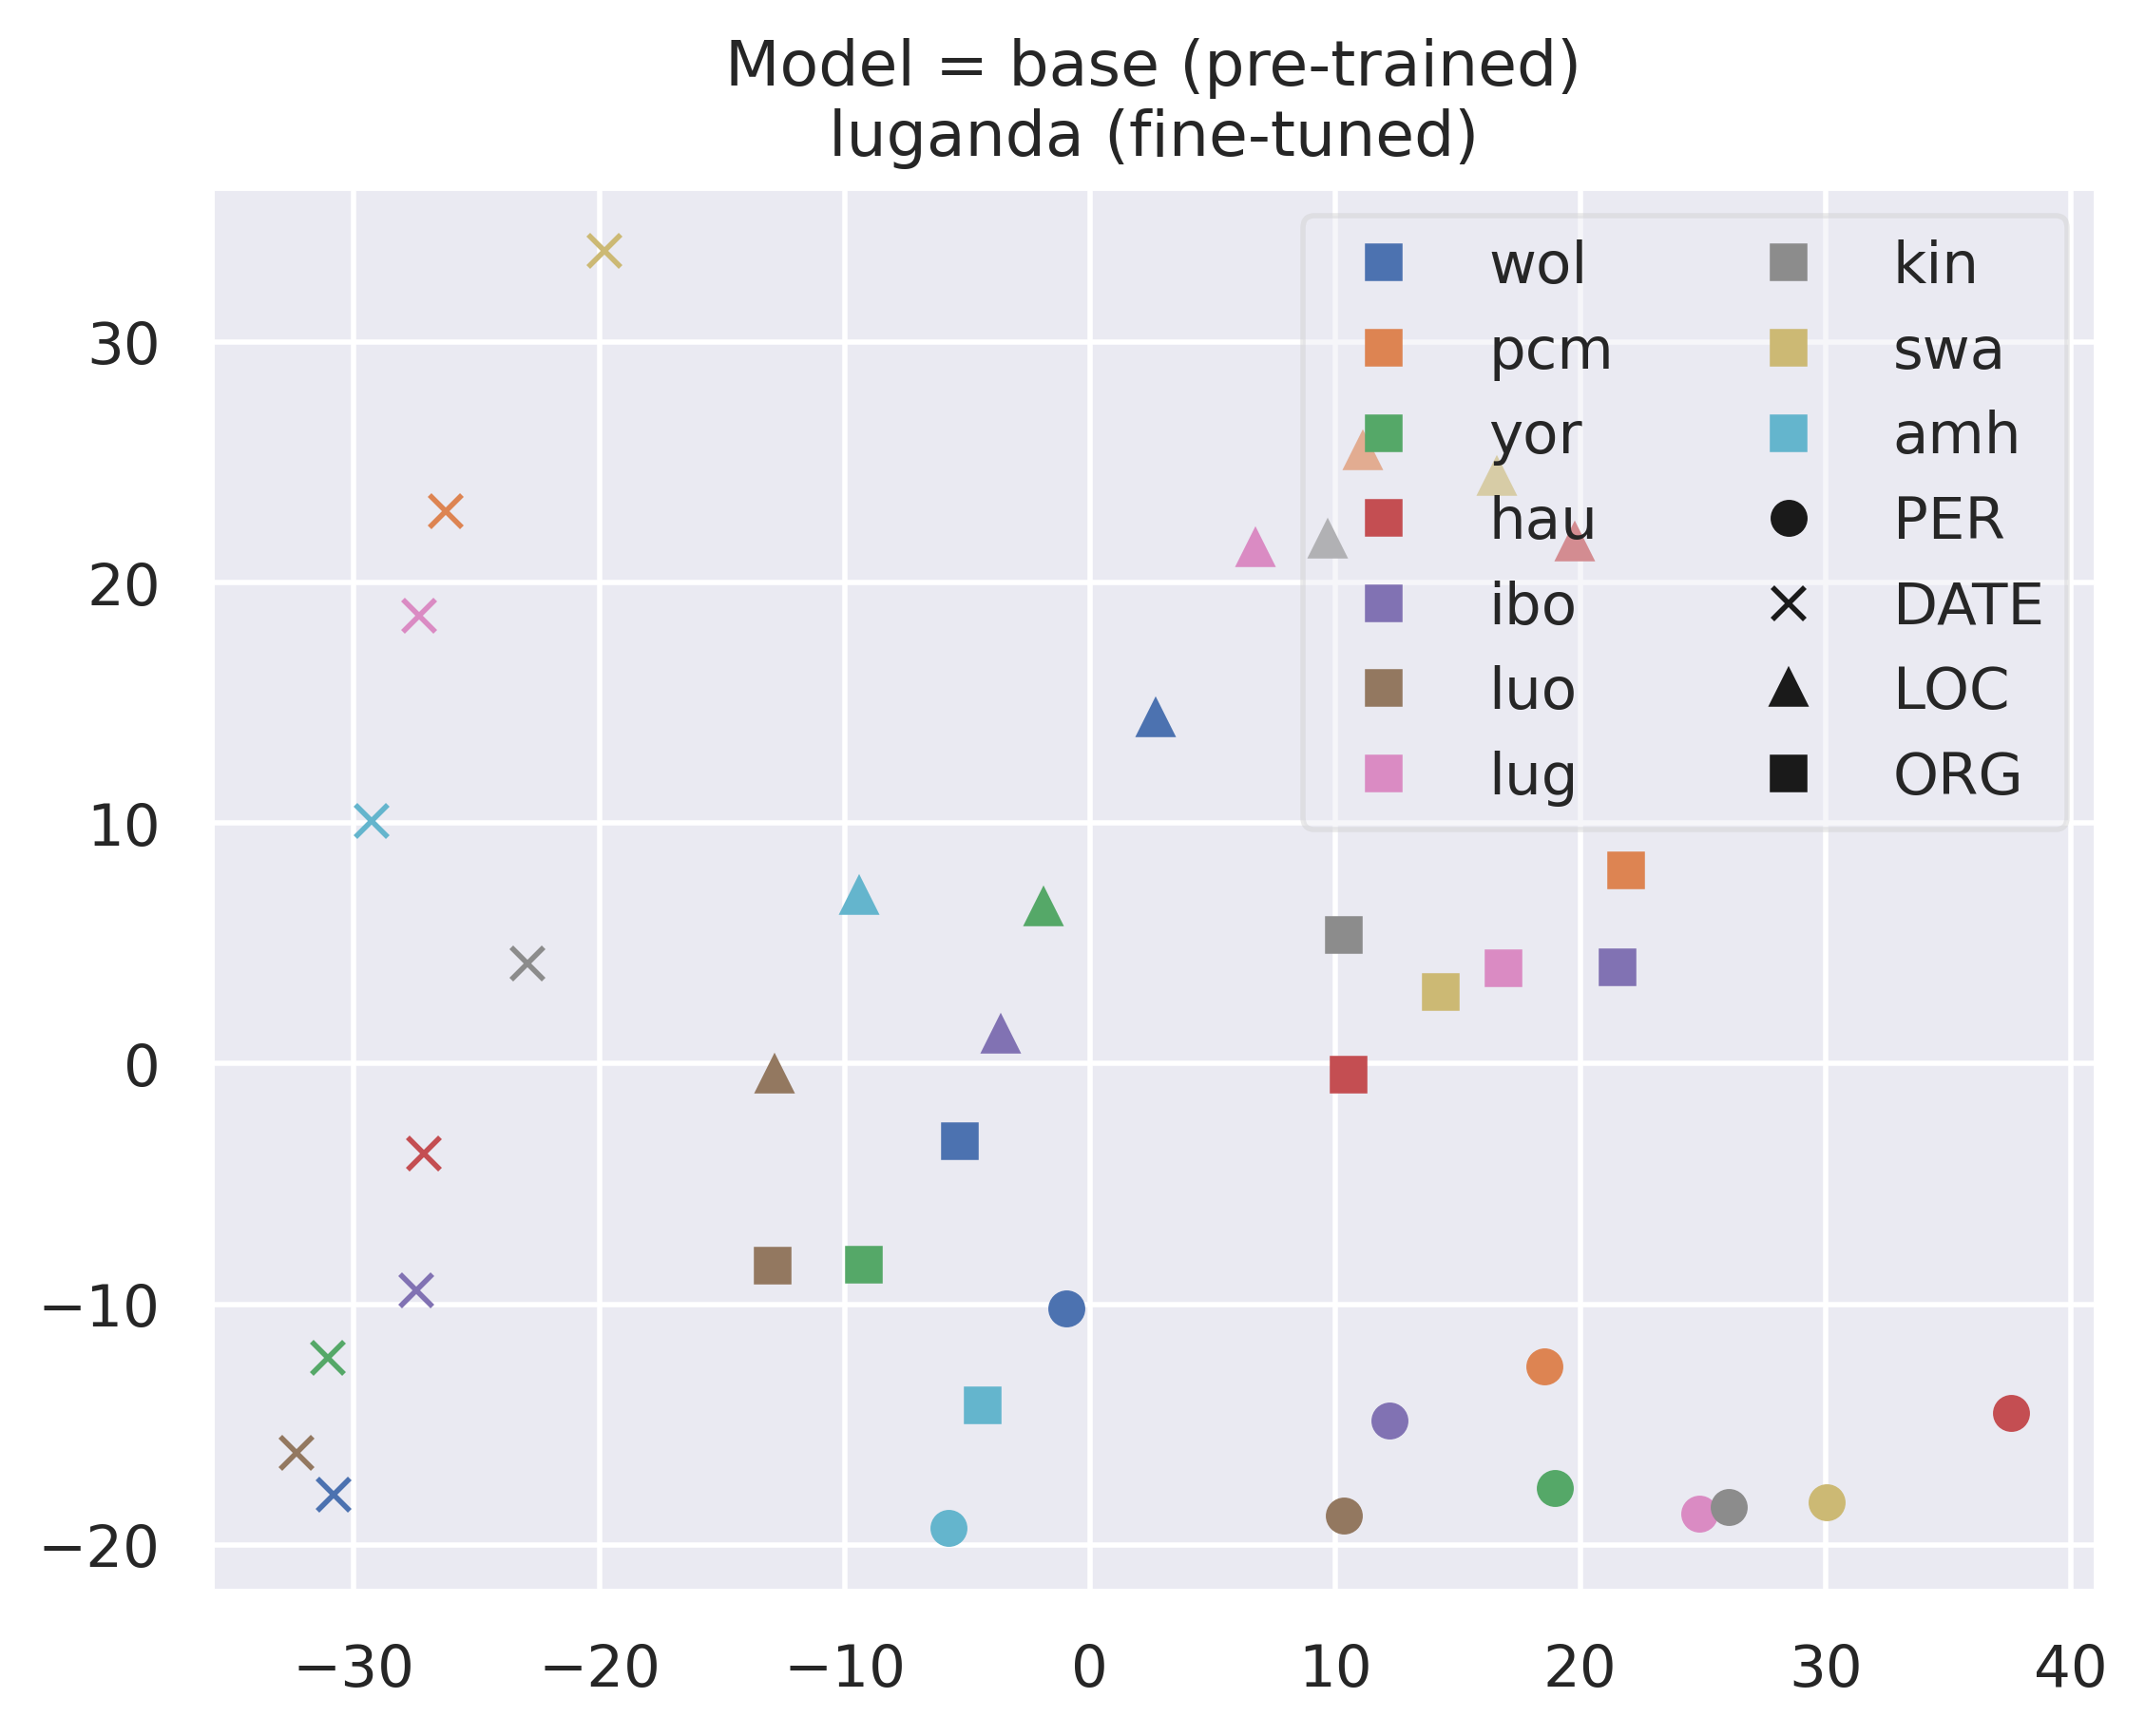 Model = base (pre-trained)
luganda (fine-tuned)
wol
pcm
yor
hau
ibo
luo
lug
kin
swa
amh
PER
DATE
LOC
ORG
30
20
10
0
−10
−20
−30
−20
−10
0
10
20
30
40